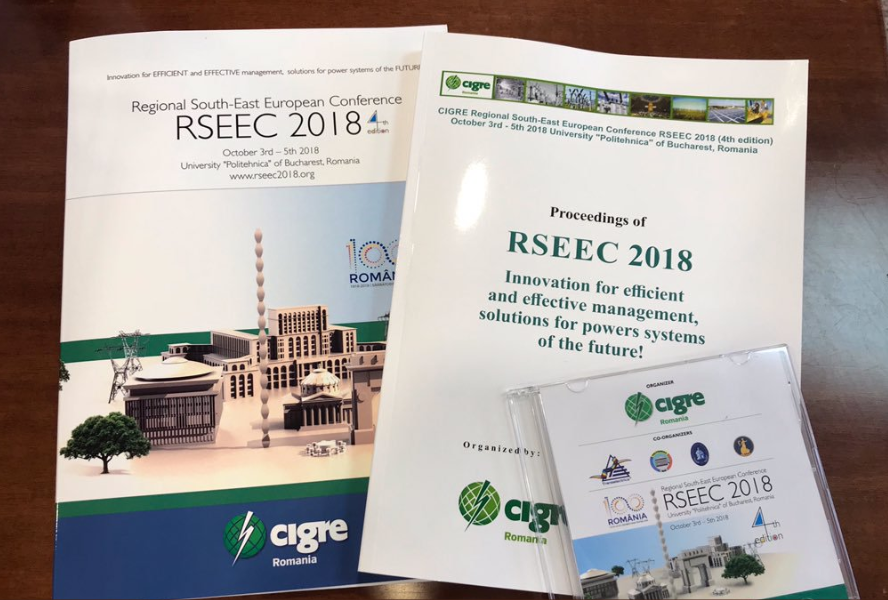 Innovation for EFFICIENT and EFFECTIVE management, solutions for power systems of the FUTURE
Regional South-East European Conference
RSEEC 2018
4th
edition
October 3rd – 5th 2018
University "Politehnica" of Bucharest, Romania
www.rseec2018.org
100
ROMÂNI
cigre
Romania
cigre
Romania
CIGRE Regional South-East European Conference RSEEC 2018 (4th edition)
October 3rd - 5th 2018 University "Politehnica" of Bucharest, Romania
Proceedings of
RSEEC 2018
Innovation for efficient
and effective management,
solutions for powers systems
of the future!
Organized by:
cigr
Romania
ORGANIZER
cigre
Romania
CO-ORGANIZERS
Regional South-East European Conference
RSEEC 2018
University "Politehnica" of Bucharest, Romania
October 3rd – 5th 2018
4th
edition
100
ROMÂNIA